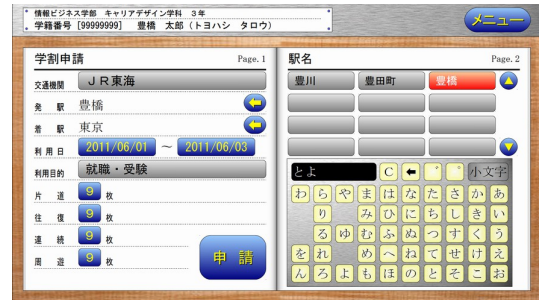 情報ビジネス学部 キャリアデザイン学科 3年
学籍番号 [99999999] 豊橋 太郎(トヨハシ タロウ)
メニュー
学割申請 Page. 1
交通機関 JR東海
発駅 豊橋
着駅 東京
利用日 2011/06/01 ~ 2011/06/03
利用目的 就職・受験
片道 9 枚
往復 9 枚
連続 9 枚
周遊 9 枚
申請
駅名 Page. 2
豊川 豊田町 豊橋
とよ C ← ゛ ゜ 小文字
わ ら や ま は な た さ か あ
り み ひ に ち し き い
る ゆ む ふ ぬ つ す く う
を れ め へ ね て せ け え
ん ろ よ も ほ の と そ こ お